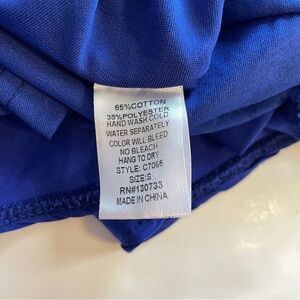 65%COTTON
35%POLYESTER
HAND WASH COLD
WATER SEPARATELY
COLOR WILL BLEED
NO BLEACH
HANG TO DRY
STYLE: C7065
SIZE:S
RN#130733
MADE IN CHINA